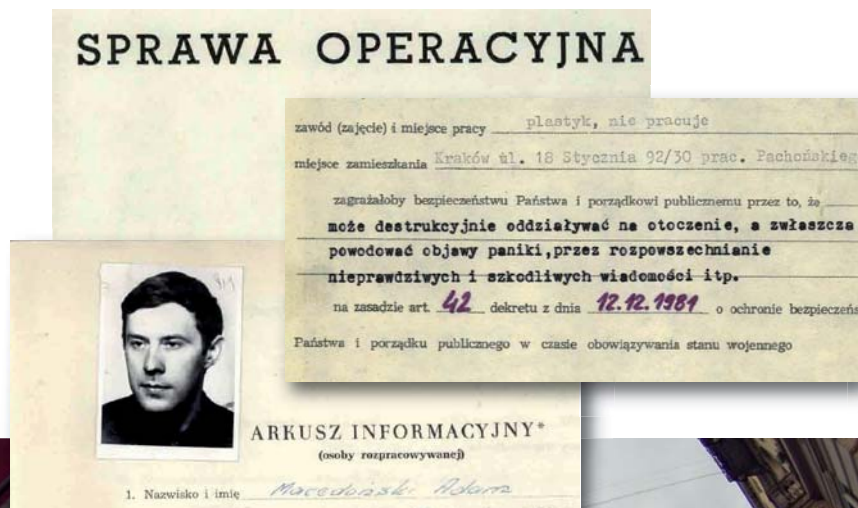 SPRAWA OPERACYJNA
zawód (zajęcie) i miejsce pracy plastyk, nie pracuje
miejsce zamieszkania Kraków ul. 18 Stycznia 92/30 prac. Pachońskieg
zagrażałoby bezpieczeństwu Państwa i porządkowi publicznemu przez to, że
może destrukcyjnie oddziaływać na otoczenie, a zwłaszcza
powodować objawy paniki,przez rozpowszechnianie
nieprawdziwych i szkodliwych wiadomości itp.
na zasadzie art. 42 dekretu z dnia 12.12.1981 o ochronie bezpieczeńs
Państwa i porządku publicznego w czasie obowiązywania stanu wojennego
ARKUSZ INFORMACYJNY*
(osoby rozpracowywanej)
1. Nazwisko i imię Macedoński Adam